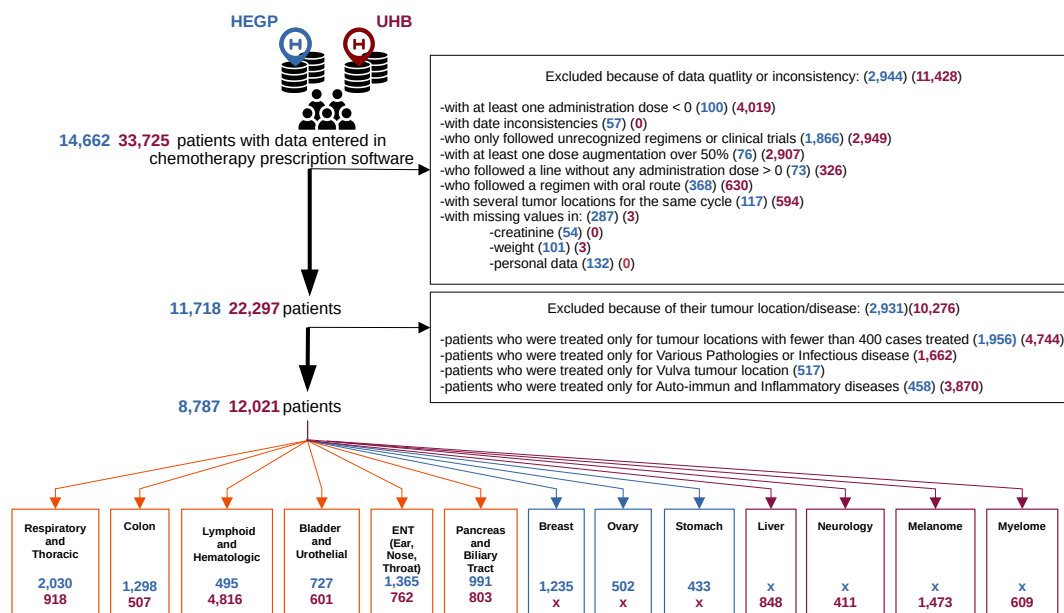 HEGP UHB
14,662 33,725 patients with data entered in
chemotherapy prescription software
Excluded because of data quatlity or inconsistency: (2,944) (11,428)
-with at least one administration dose < 0 (100) (4,019)
-with date inconsistencies (57) (0)
-who only followed unrecognized regimens or clinical trials (1,866) (2,949)
-with at least one dose augmentation over 50% (76) (2,907)
-who followed a line without any administration dose > 0 (73) (326)
-who followed a regimen with oral route (368) (630)
-with several tumor locations for the same cycle (117) (594)
-with missing values in: (287) (3)
-creatinine (54) (0)
-weight (101) (3)
-personal data (132) (0)
11,718 22,297 patients
Excluded because of their tumour location/disease: (2,931)(10,276)
-patients who were treated only for tumour locations with fewer than 400 cases treated (1,956) (4,744)
-patients who were treated only for Various Pathologies or Infectious disease (1,662)
-patients who were treated only for Vulva tumour location (517)
-patients who were treated only for Auto-immun and Inflammatory diseases (458) (3,870)
8,787 12,021 patients
Respiratory
and
Thoracic
2,030
918
Colon
1,298
507
Lymphoid
and
Hematologic
495
4,816
Bladder
and
Urothelial
727
601
ENT
(Ear,
Nose,
Throat)
1,365
762
Pancreas
and
Biliary
Tract
991
803
Breast
1,235
x
Ovary
502
x
Stomach
433
x
Liver
x
848
Neurology
x
411
Melanome
x
1,473
Myelome
x
609